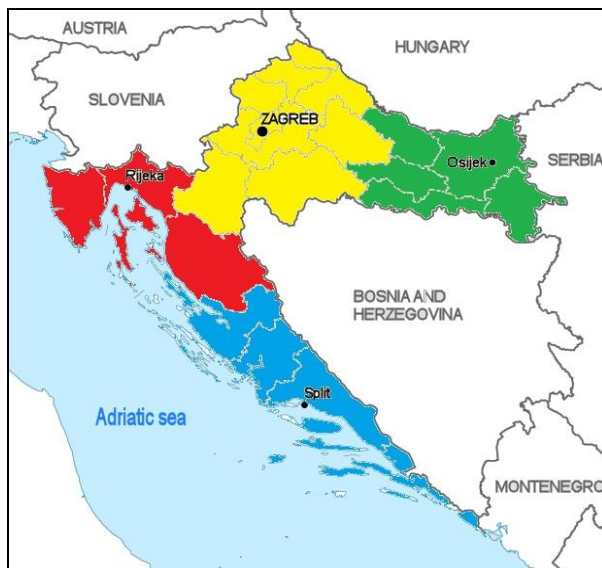 AUSTRIA
HUNGARY
SLOVENIA
ZAGREB
Osijek
SERBIA
Rijeka
BOSNIA AND
HERZEGOVINA
Split
Adriatic sea
MONTENEGRO